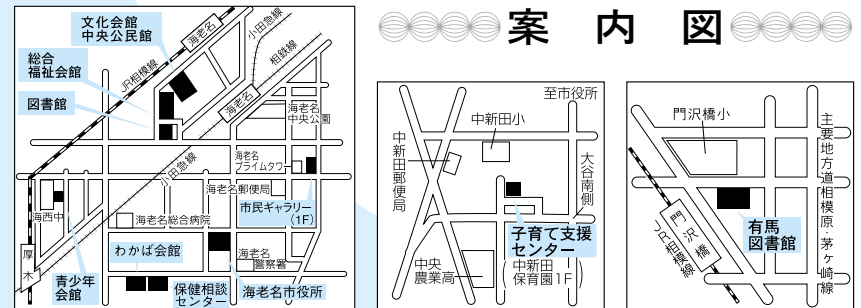 案内図
文化会館
中央公民館
海老名
小田急線
相鉄線
総合
福祉会館
JR相模線
図書館
海老名
海老名
中央公園
小田急線
海老名
プライムタワー
海老名郵便局
市民ギャラリー
(1F)
海西中
海老名総合病院
わかば会館
海老名
警察署
厚木
青少年
会館
保健相談
センター
海老名市役所
至市役所
中新田小
中新田郵便局
大谷南側
子育て支援
センター
(中新田
保育園1F)
中央
農業高
門沢橋小
主要地方道相模原・茅ヶ崎線
門沢橋
JR相模線
有馬
図書館